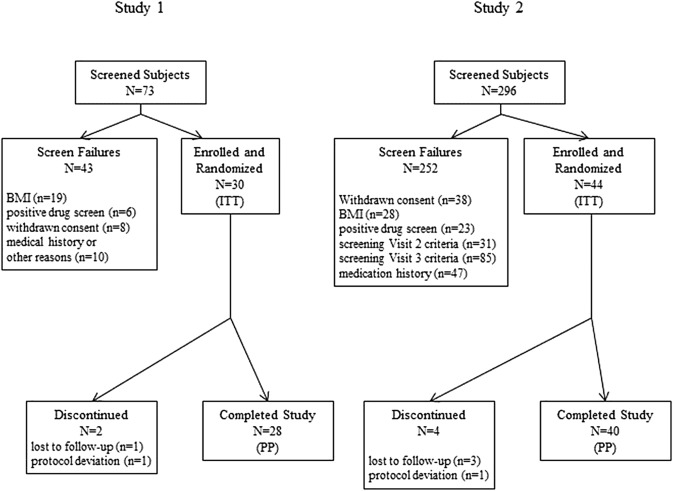 Study 1
Screened Subjects
N=73
Screen Failures
N=43
BMI (n=19)
positive drug screen (n=6)
withdrawn consent (n=8)
medical history or
other reasons (n=10)
Enrolled and
Randomized
N=30
(ITT)
Discontinued
N=2
lost to follow-up (n=1)
protocol deviation (n=1)
Completed Study
N=28
(PP)
Study 2
Screened Subjects
N=296
Screen Failures
N=252
Withdrawn consent (n=38)
BMI (n=28)
positive drug screen (n=23)
screening Visit 2 criteria (n=31)
screening Visit 3 criteria (n=85)
medication history (n=47)
Enrolled and
Randomized
N=44
(ITT)
Discontinued
N=4
lost to follow-up (n=3)
protocol deviation (n=1)
Completed Study
N=40
(PP)